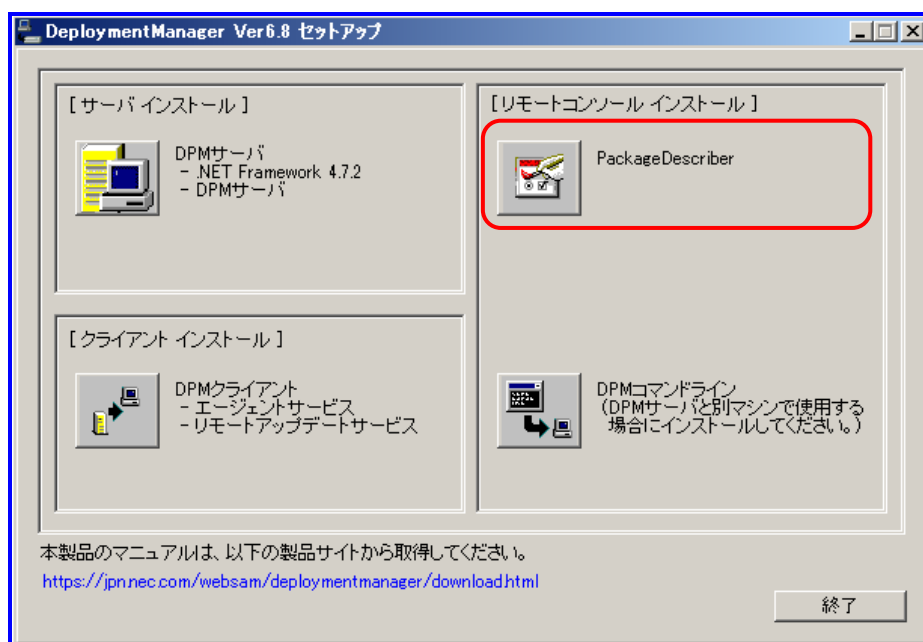 DeploymentManager Ver6.8 セットアップ
[サーバ インストール]
DPMサーバ
- .NET Framework 4.7.2
- DPMサーバ
[リモートコンソール インストール]
PackageDescriber
[クライアント インストール]
DPMクライアント
- エージェントサービス
- リモートアップデートサービス
DPMコマンドライン
(DPMサーバと別マシンで使用する
場合にインストールしてください。)
本製品のマニュアルは、以下の製品サイトから取得してください。
https://jpn.nec.com/websam/deploymentmanager/download.html
終了